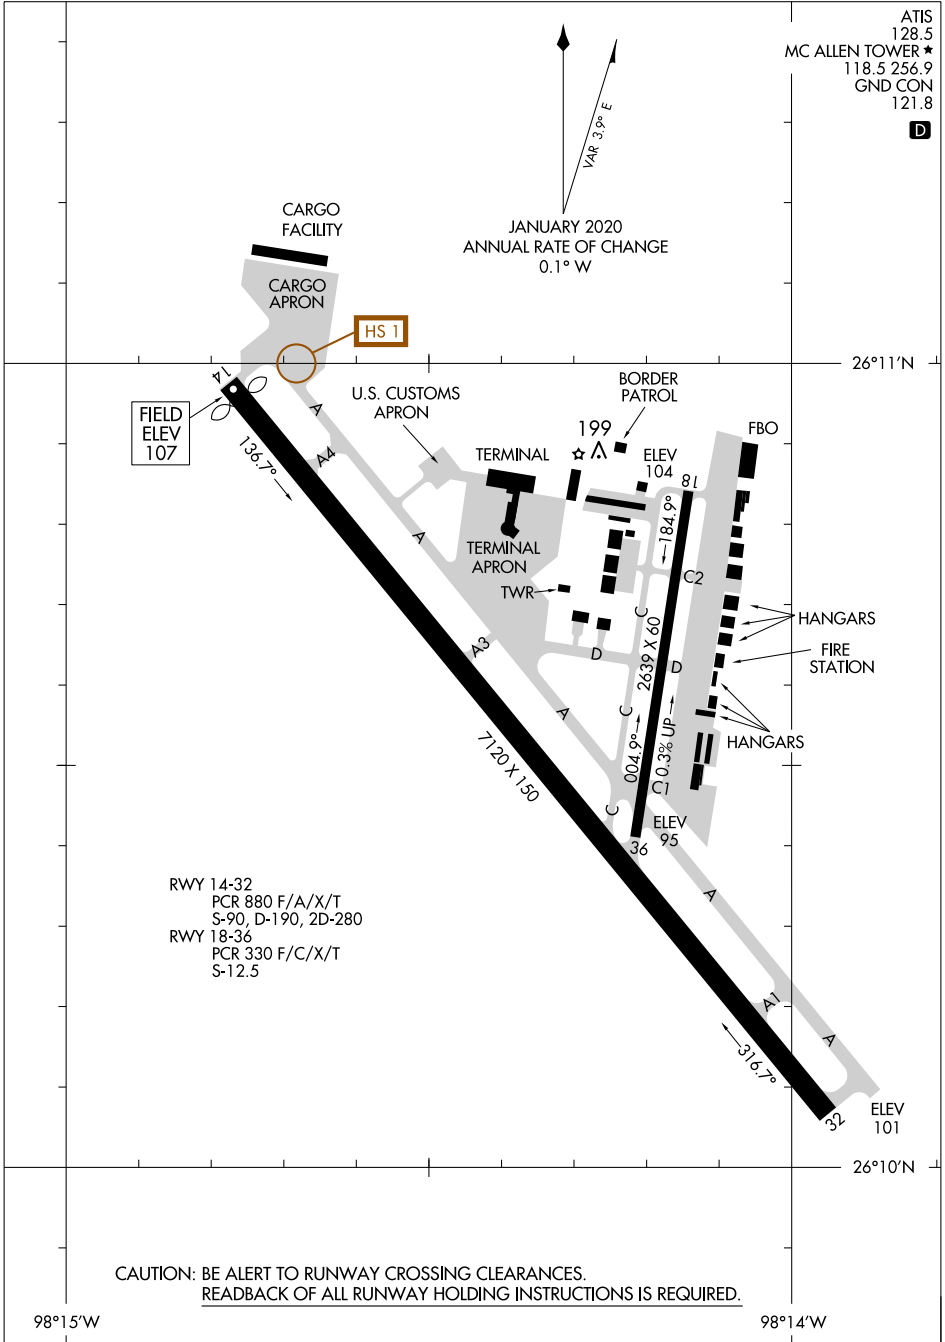 ATIS
128.5
MC ALLEN TOWER ★
118.5 256.9
GND CON
121.8
D
VAR 3.9° E
JANUARY 2020
ANNUAL RATE OF CHANGE
0.1° W
CARGO
FACILITY
CARGO
APRON
HS 1
26°11'N
14
FIELD
ELEV
107
136.7°
A
A4
U.S. CUSTOMS
APRON
A
TERMINAL
TERMINAL
APRON
TWR
199
BORDER
PATROL
ELEV
104
18
FBO
184.9°
C2
C
HANGARS
FIRE
STATION
HANGARS
2639 X 60
D
D
A3
A
C
004.9°
0.3% UP
C1
C
ELEV
95
36
7120 X 150
A
RWY 14-32
PCR 880 F/A/X/T
S-90, D-190, 2D-280
RWY 18-36
PCR 330 F/C/X/T
S-12.5
A1
A
316.7°
32
ELEV
101
26°10'N
CAUTION: BE ALERT TO RUNWAY CROSSING CLEARANCES.
READBACK OF ALL RUNWAY HOLDING INSTRUCTIONS IS REQUIRED.
98°15'W
98°14'W